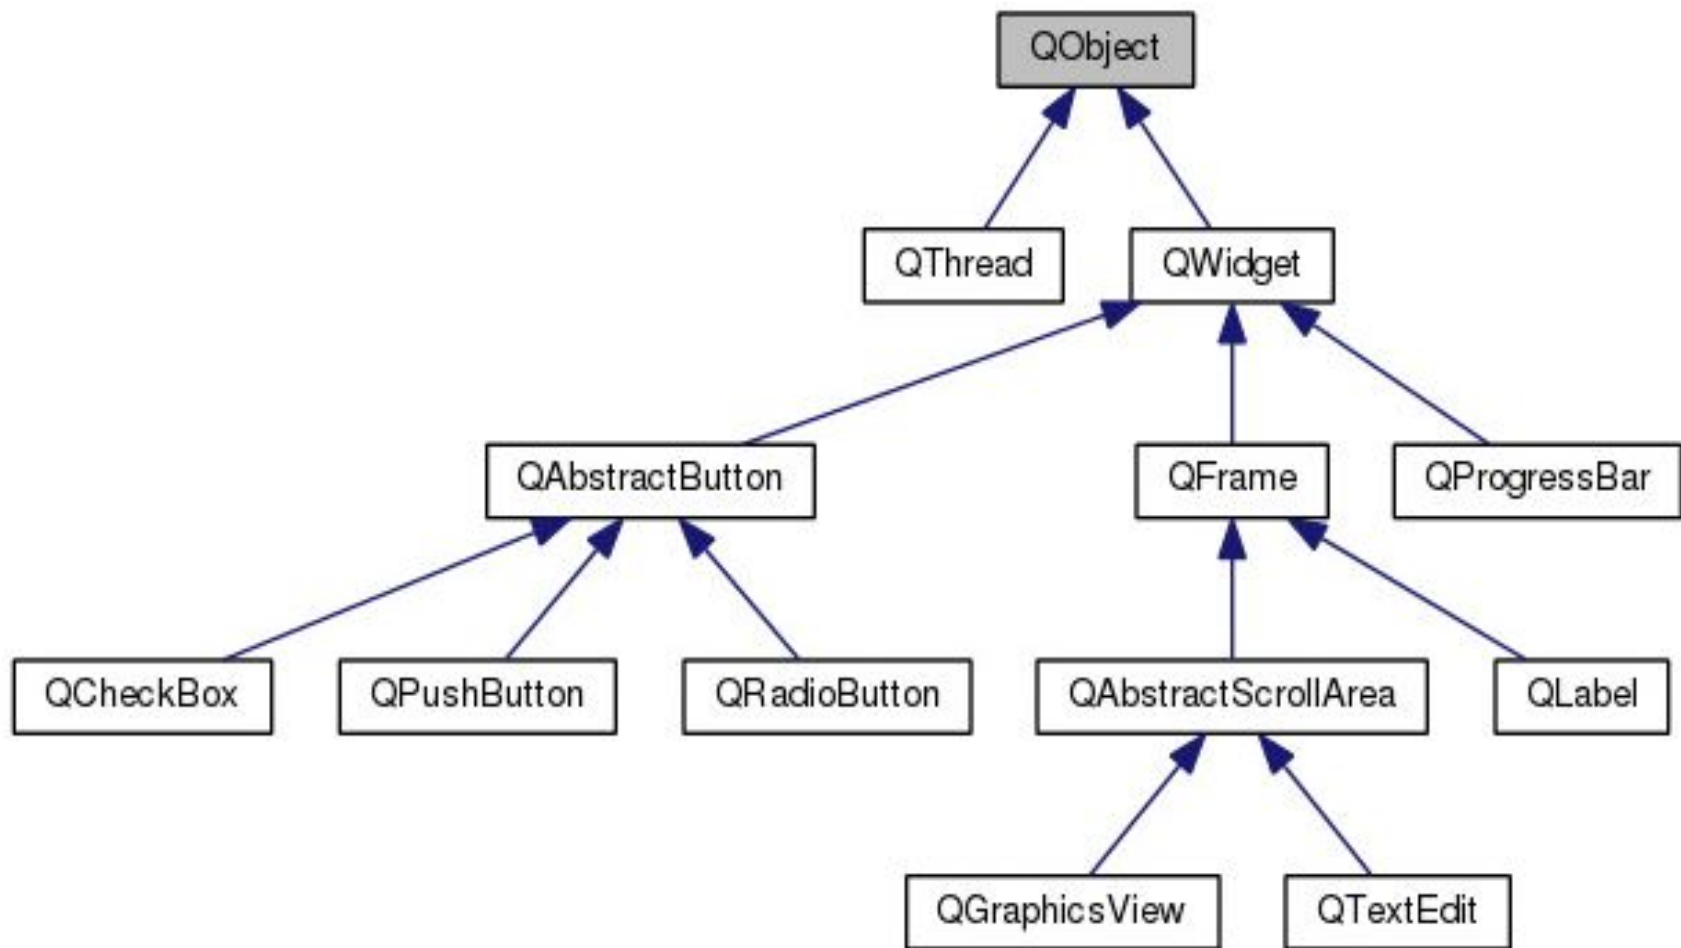 QObject
QThread
QWidget
QAbstractButton
QFrame
QProgressBar
QCheckBox
QPushButton
QRadioButton
QAbstractScrollArea
QLabel
QGraphicsView
QTextEdit